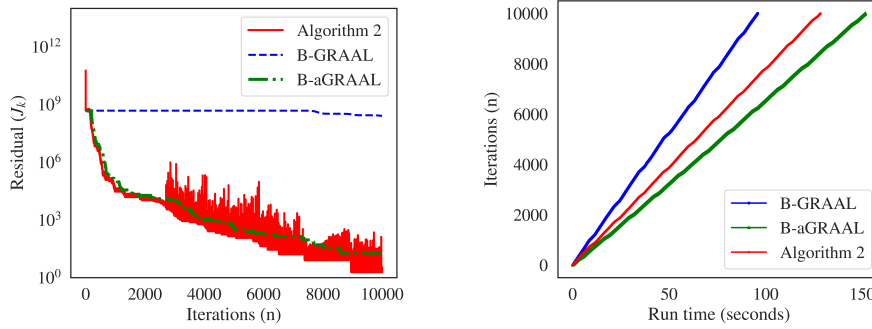 10^12
10^9
10^6
10^3
10^0
Residual (J_k)
Algorithm 2
B-GRAAL
B-aGRAAL
0 2000 4000 6000 8000 10000
Iterations (n)
10000
8000
6000
4000
2000
0
Iterations (n)
B-GRAAL
B-aGRAAL
Algorithm 2
0 50 100 150
Run time (seconds)